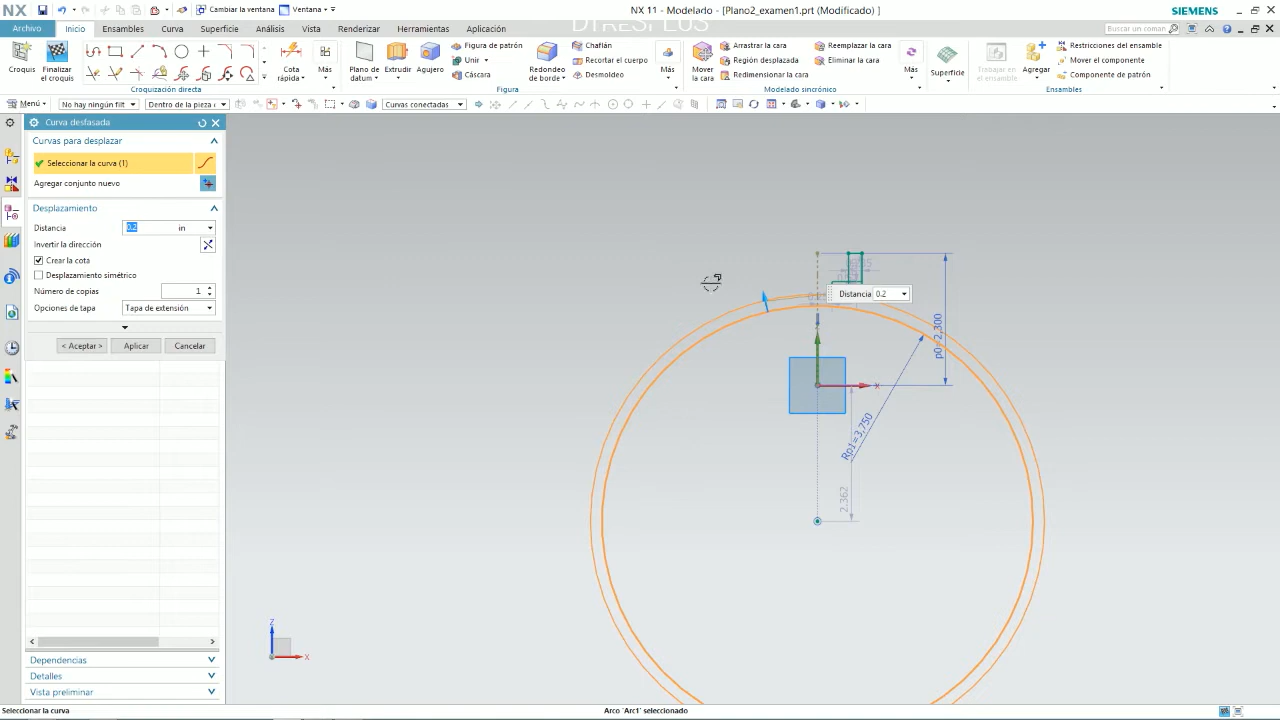 NX NX 11 - Modelado - [Plano2_examen1.prt (Modificado) ] SIEMENS
Cambiar la ventana Ventana
DTRESPLUS
Archivo Inicio Ensambles Curva Superficie Análisis Vista Renderizar Herramientas Aplicación Buscar un coman
Figura de patrón Chaflán Arrastrar la cara Reemplazar la cara Restricciones del ensamble
Unir Recortar el cuerpo Región desplazada Eliminar la cara Mover el componente
Cáscara Desmoldeo Redimensionar la cara Componente de patrón
Croquis Finalizar el croquis Cotar rápida Más Plano de datum Extrudir Agujero Redondeo de borde Más Mover la cara Más Superficie Trabajar en el ensamble Agregar
Croquización directa Figura Modelado sincrónico Ensambles
Menú No hay ningún filt Dentro de la pieza d Curvas conectadas
Curva desfasada
Curvas para desplazar
Seleccionar la curva (1)
Agregar conjunto nuevo
Desplazamiento
Distancia 0.2 in
Invertir la dirección
Crear la cota
Desplazamiento simétrico
Número de copias 1
Opciones de tapa Tapa de extensión
< Aceptar > Aplicar Cancelar
Distancia 0.2
p0=2,300
X
Rp1=3,750
2.362
Z
X
Dependencias
Detalles
Vista preliminar
Seleccionar la curva Arco 'Arc1' seleccionado